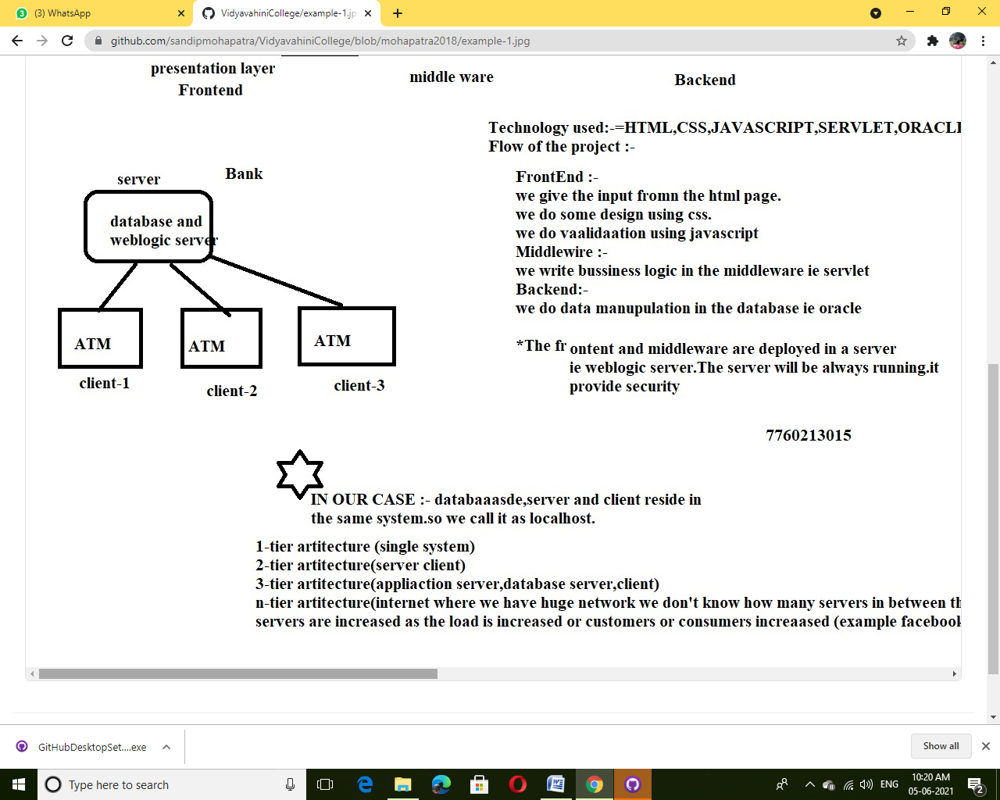 (3) WhatsApp
VidyavahiniCollege/example-1.jp
github.com/sandipmohapatra/VidyavahiniCollege/blob/mohapatra2018/example-1.jpg
presentation layer
Frontend
middle ware
Backend
Technology used:-=HTML,CSS,JAVASCRIPT,SERVLET,ORACLE
Flow of the project :-
server
Bank
database and
weblogic server
ATM
ATM
ATM
client-1
client-2
client-3
FrontEnd :-
we give the input fromn the html page.
we do some design using css.
we do vaalidaation using javascript
Middlewire :-
we write bussiness logic in the middleware ie servlet
Backend:-
we do data manupulation in the database ie oracle
*The fr ontent and middleware are deployed in a server
ie weblogic server.The server will be always running.it
provide security
7760213015
IN OUR CASE :- databaaasde,server and client reside in
the same system.so we call it as localhost.
1-tier artitecture (single system)
2-tier artitecture(server client)
3-tier artitecture(appliaction server,database server,client)
n-tier artitecture(internet where we have huge network we don't know how many servers in between th
servers are increased as the load is increased or customers or consumers increaased (example facebook
GitHubDesktopSet....exe
Show all
Type here to search
ENG
10:20 AM
05-06-2021
2